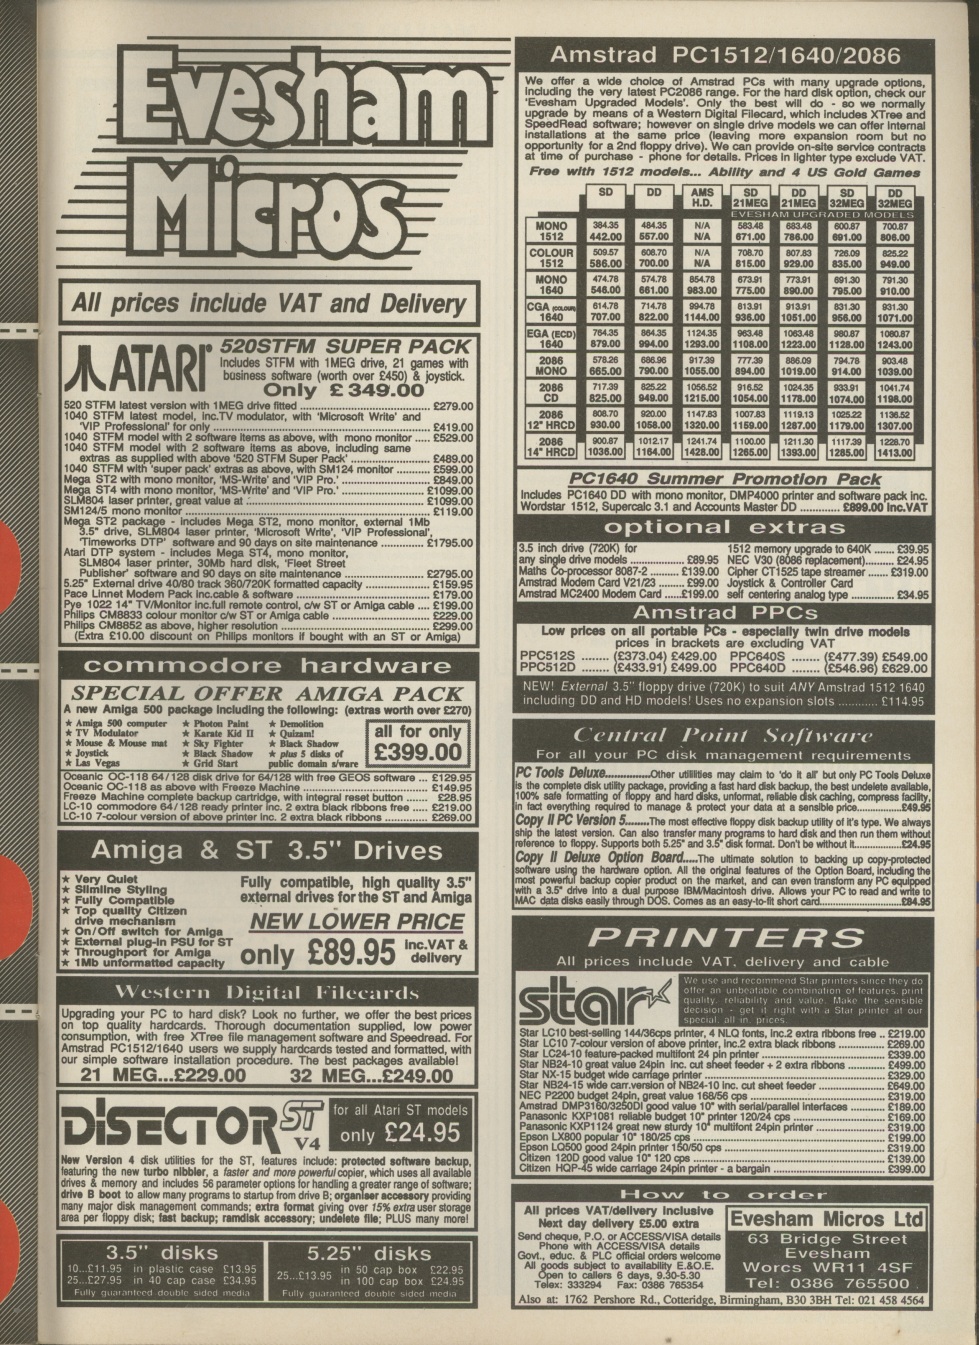 Evesham
Micros
All prices include VAT and Delivery
ATARI 520STFM SUPER PACK
Includes STFM with 1MEG drive, 21 games with
business software (worth over £450) & joystick.
Only £349.00
520 STFM latest version with 1MEG drive fitted ... £279.00
1040 STFM latest model, inc.TV modulator, with 'Microsoft Write' and
'VIP Professional' for only ... £419.00
1040 STFM model with 2 software items as above, with mono monitor ..... £529.00
1040 STFM model with 2 software items as above, including same
extras as supplied with above '520 STFM Super Pack' ... £489.00
1040 STFM with 'super pack' extras as above, with SM124 monitor ... £599.00
Mega ST2 with mono monitor, 'MS-Write' and 'VIP Pro.' ... £849.00
Mega ST4 with mono monitor, 'MS-Write' and 'VIP Pro.' ... £1099.00
SLM804 laser printer, great value at ... £1099.00
SM124/5 mono monitor ... £119.00
Mega ST2 package - includes Mega ST2, mono monitor, external 1Mb
3.5" drive, SLM804 laser printer, 'Microsoft Write', 'VIP Professional',
'Timeworks DTP' software and 90 days on site maintenance ... £1795.00
Atari DTP system - includes Mega ST4, mono monitor,
SLM804 laser printer, 30Mb hard disk, 'Fleet Street
Publisher' software and 90 days on site maintenance ... £2795.00
5.25" External drive 40/80 track 360/720K formatted capacity ... £159.95
Pace Linnet Modem Pack inc.cable & software ... £179.00
Pye 1022 14" TV/Monitor inc.full remote control, c/w ST or Amiga cable .... £199.00
Philips CM8833 colour monitor c/w ST or Amiga cable ... £229.00
Philips CM8852 as above, higher resolution ... £299.00
(Extra £10.00 discount on Philips monitors if bought with an ST or Amiga)
commodore hardware
SPECIAL OFFER AMIGA PACK
A new Amiga 500 package including the following: (extras worth over £270)
★ Amiga 500 computer ★ Photon Paint ★ Demolition
★ TV Modulator ★ Karate Kid II ★ Quizam!
★ Mouse & Mouse mat ★ Sky Fighter ★ Black Shadow
★ Joystick ★ Black Shadow ★ plus 5 disks of
★ Las Vegas ★ Grid Start public domain s/ware
all for only
£399.00
Oceanic OC-118 64/128 disk drive for 64/128 with free GEOS software ... £129.95
Oceanic OC-118 as above with Freeze Machine ... £149.95
Freeze Machine complete backup cartridge, with integral reset button ... £28.95
LC-10 commodore 64/128 ready printer inc. 2 extra black ribbons free .... £219.00
LC-10 7-colour version of above printer inc. 2 extra black ribbons ... £269.00
Amiga & ST 3.5" Drives
★ Very Quiet
★ Slimline Styling
★ Fully Compatible
★ Top quality Citizen
drive mechanism
★ On/Off switch for Amiga
★ External plug-in PSU for ST
★ Throughport for Amiga
★ 1Mb unformatted capacity
Fully compatible, high quality 3.5"
external drives for the ST and Amiga
NEW LOWER PRICE
only £89.95 inc.VAT &
delivery
Western Digital Filecards
Upgrading your PC to hard disk? Look no further, we offer the best prices
on top quality hardcards. Thorough documentation supplied, low power
consumption, with free XTree file management software and Speedread. For
Amstrad PC1512/1640 users we supply hardcards tested and formatted, with
our simple software installation procedure. The best packages available!
21 MEG...£229.00 32 MEG...£249.00
DISECTOR ST V4
for all Atari ST models
only £24.95
New Version 4 disk utilities for the ST, features include: protected software backup,
featuring the new turbo nibbler, a faster and more powerful copier, which uses all available
drives & memory and includes 56 parameter options for handling a greater range of software;
drive B boot to allow many programs to startup from drive B; organiser accessory providing
many major disk management commands; extra format giving over 15% extra user storage
area per floppy disk; fast backup; ramdisk accessory; undelete file; PLUS many more!
3.5" disks
10...£11.95 in plastic case £13.95
25...£27.95 in 40 cap case £34.95
Fully guaranteed double sided media
5.25" disks
25...£13.95 in 50 cap box £22.95
in 100 cap box £24.95
Fully guaranteed double sided media
Amstrad PC1512/1640/2086
We offer a wide choice of Amstrad PCs with many upgrade options,
including the very latest PC2086 range. For the hard disk option, check our
'Evesham Upgraded Models'. Only the best will do - so we normally
upgrade by means of a Western Digital Filecard, which includes XTree and
SpeedRead software; however on single drive models we can offer internal
installations at the same price (leaving more expansion room but no
opportunity for a 2nd floppy drive). We can provide on-site service contracts
at time of purchase - phone for details. Prices in lighter type exclude VAT.
Free with 1512 models... Ability and 4 US Gold Games
SD DD AMS H.D. SD 21MEG DD 21MEG SD 32MEG DD 32MEG
EVESHAM UPGRADED MODELS
MONO 384.35 484.35 N/A 583.48 683.48 600.87 700.87
1512 442.00 557.00 N/A 671.00 786.00 691.00 806.00
COLOUR 509.57 608.70 N/A 708.70 807.83 726.09 825.22
1512 586.00 700.00 N/A 815.00 929.00 835.00 949.00
MONO 474.78 574.78 854.78 673.91 773.91 691.30 791.30
1640 546.00 661.00 983.00 775.00 890.00 795.00 910.00
CGA (COLOUR) 614.78 714.78 994.78 813.91 913.91 831.30 931.30
1640 707.00 822.00 1144.00 936.00 1051.00 956.00 1071.00
EGA (ECD) 764.35 864.35 1124.35 963.48 1063.48 980.87 1080.87
1640 879.00 994.00 1293.00 1108.00 1223.00 1128.00 1243.00
2086 578.26 686.96 917.39 777.39 886.09 794.78 903.48
MONO 665.00 790.00 1055.00 894.00 1019.00 914.00 1039.00
2086 717.39 825.22 1056.52 916.52 1024.35 933.91 1041.74
CD 825.00 949.00 1215.00 1054.00 1178.00 1074.00 1198.00
2086 808.70 920.00 1147.83 1007.83 1119.13 1025.22 1136.52
12" HRCD 930.00 1058.00 1320.00 1159.00 1287.00 1179.00 1307.00
2086 900.87 1012.17 1241.74 1100.00 1211.30 1117.39 1228.70
14" HRCD 1036.00 1164.00 1428.00 1265.00 1393.00 1285.00 1413.00
PC1640 Summer Promotion Pack
Includes PC1640 DD with mono monitor, DMP4000 printer and software pack inc.
Wordstar 1512, Supercalc 3.1 and Accounts Master DD ... £899.00 Inc.VAT
optional extras
3.5 inch drive (720K) for
any single drive models ... £89.95
Maths Co-processor 8087-2 ... £139.00
Amstrad Modem Card V21/23 ... £99.00
Amstrad MC2400 Modem Card .....£199.00
1512 memory upgrade to 640K ...... £39.95
NEC V30 (8086 replacement)... £24.95
Cipher CT1525 tape streamer ... £319.00
Joystick & Controller Card
self centering analog type ... £34.95
Amstrad PPCs
Low prices on all portable PCs - especially twin drive models
prices in brackets are excluding VAT
PPC512S ........ (£373.04) £429.00 PPC640S ........ (£477.39) £549.00
PPC512D ........ (£433.91) £499.00 PPC640D ........ (£546.96) £629.00
NEW! External 3.5" floppy drive (720K) to suit ANY Amstrad 1512 1640
including DD and HD models! Uses no expansion slots ............ £114.95
Central Point Software
For all your PC disk management requirements
PC Tools Deluxe...Other utilities may claim to 'do it all' but only PC Tools Deluxe
is the complete disk utility package, providing a fast hard disk backup, the best undelete available,
100% safe formatting of floppy and hard disks, unformat, reliable disk caching, compress facility,
in fact everything required to manage & protect your data at a sensible price...£49.95
Copy II PC Version 5...The most effective floppy disk backup utility of it's type. We always
ship the latest version. Can also transfer many programs to hard disk and then run them without
reference to floppy. Supports both 5.25" and 3.5" disk format. Don't be without it...£24.95
Copy II Deluxe Option Board.....The ultimate solution to backing up copy-protected
software using the hardware option. All the original features of the Option Board, including the
most powerful backup copier product on the market, and can even transform any PC equipped
with a 3.5" drive into a dual purpose IBM/Macintosh drive. Allows your PC to read and write to
MAC data disks easily through DOS. Comes as an easy-to-fit short card...£84.95
PRINTERS
All prices include VAT, delivery and cable
star
We use and recommend Star printers since they do
offer an unbeatable combination of features, print
quality, reliability and value. Make the sensible
decision - get it right with a Star printer at our
special, all in, prices.
Star LC10 best-selling 144/36cps printer, 4 NLQ fonts, inc.2 extra ribbons free .. £219.00
Star LC10 7-colour version of above printer, inc.2 extra black ribbons ... £269.00
Star LC24-10 feature-packed multifont 24 pin printer ... £339.00
Star NB24-10 great value 24pin inc. cut sheet feeder + 2 extra ribbons ... £499.00
Star NX-15 budget wide carriage printer ... £329.00
Star NB24-15 wide carr.version of NB24-10 inc. cut sheet feeder ... £649.00
NEC P2200 budget 24pin, great value 168/56 cps ... £319.00
Amstrad DMP3160/3250DI good value 10" with serial/parallel interfaces ... £189.00
Panasonic KXP1081 reliable budget 10" printer 120/24 cps ... £169.00
Panasonic KXP1124 great new sturdy 10" multifont 24pin printer ... £319.00
Epson LX800 popular 10" 180/25 cps ... £199.00
Epson LQ500 good 24pin printer 150/50 cps ... £319.00
Citizen 120D good value 10" 120 cps ... £139.00
Citizen HQP-45 wide carriage 24pin printer - a bargain ... £399.00
How to order
All prices VAT/delivery inclusive
Next day delivery £5.00 extra
Send cheque, P.O. or ACCESS/VISA details
Phone with ACCESS/VISA details
Govt., educ. & PLC official orders welcome
All goods subject to availability E.&O.E.
Open to callers 6 days, 9.30-5.30
Telex: 333294 Fax: 0386 765354
Evesham Micros Ltd
63 Bridge Street
Evesham
Worcs WR11 4SF
Tel: 0386 765500
Also at: 1762 Pershore Rd., Cotteridge, Birmingham, B30 3BH Tel: 021 458 4564